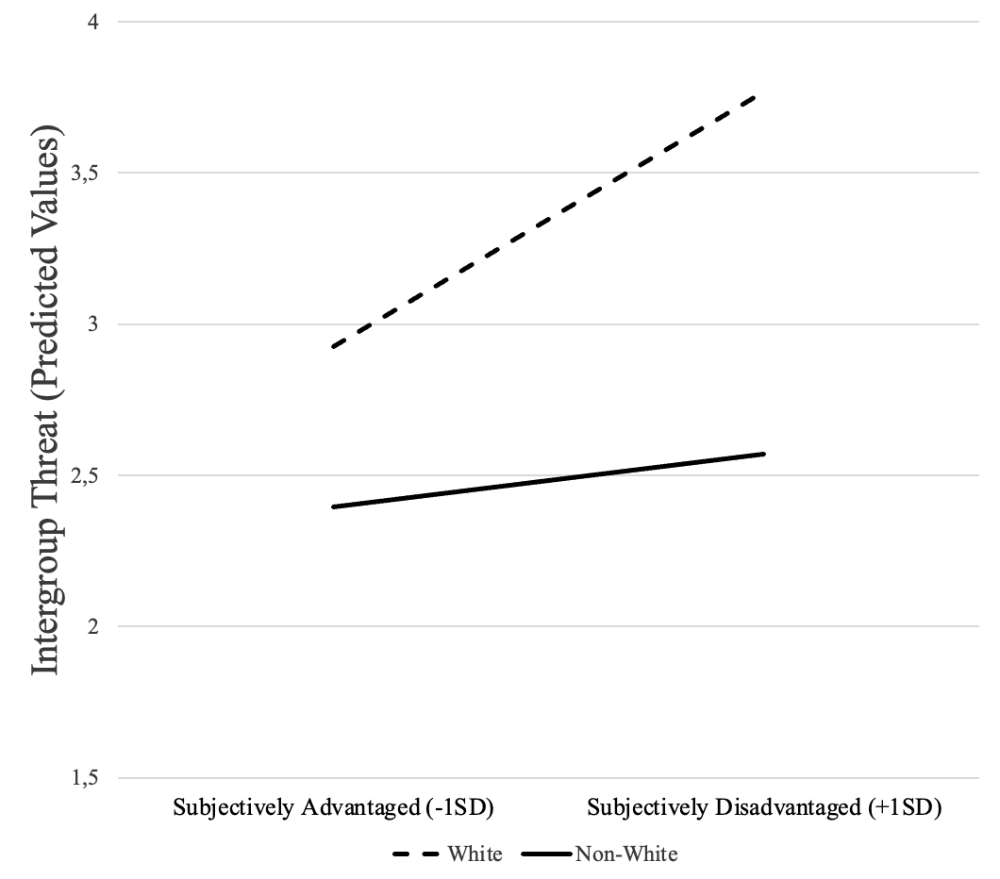 4
3,5
3
2,5
2
1,5
Intergroup Threat (Predicted Values)
Subjectively Advantaged (-1SD)
Subjectively Disadvantaged (+1SD)
White
Non-White